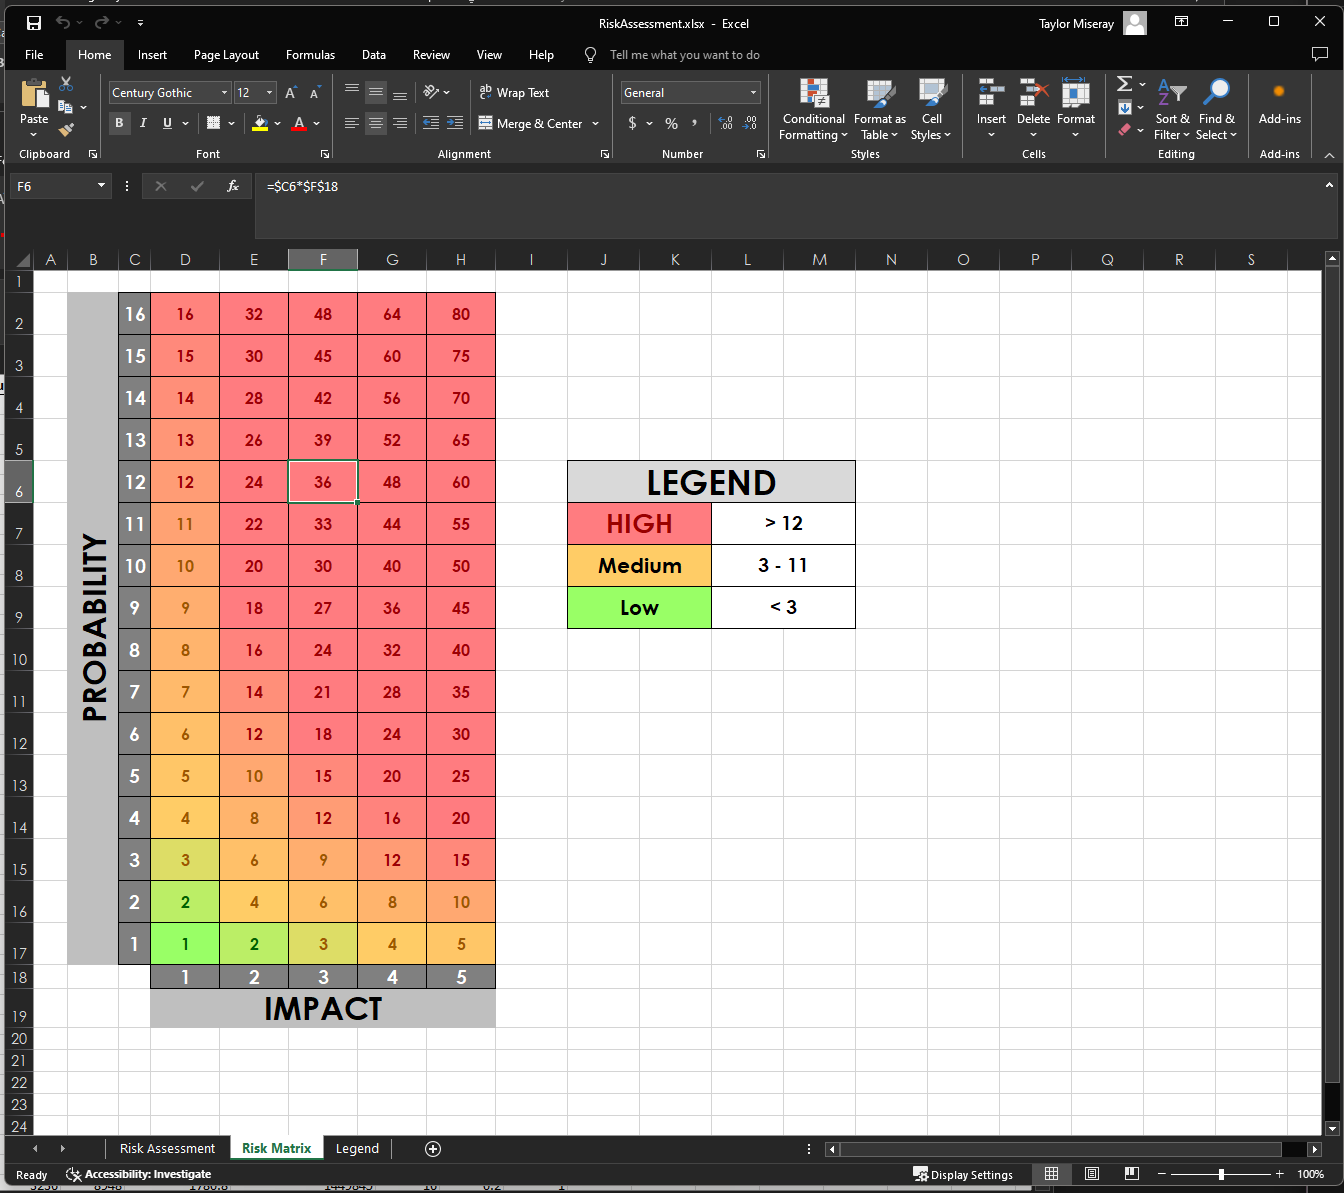 RiskAssessment.xlsx - Excel
Taylor Miseray
File Home Insert Page Layout Formulas Data Review View Help Tell me what you want to do
Paste
Clipboard
Century Gothic 12
B I U
Font
Wrap Text
Merge & Center
Alignment
General
$ % ,
Number
Conditional Formatting
Format as Table
Cell Styles
Styles
Insert
Delete
Format
Cells
Sort & Filter
Find & Select
Editing
Add-ins
Add-ins
F6
fx
=$C6*$F$18
A B C D E F G H I J K L M N O P Q R S
1
2 16 16 32 48 64 80
3 15 15 30 45 60 75
4 14 14 28 42 56 70
5 13 13 26 39 52 65
6 12 12 24 36 48 60
7 11 11 22 33 44 55
8 10 10 20 30 40 50
9 9 9 18 27 36 45
10 8 8 16 24 32 40
11 7 7 14 21 28 35
12 6 6 12 18 24 30
13 5 5 10 15 20 25
14 4 4 8 12 16 20
15 3 3 6 9 12 15
16 2 2 4 6 8 10
17 1 1 2 3 4 5
18 1 2 3 4 5
19 IMPACT
20
21
22
23
24
PROBABILITY
LEGEND
HIGH > 12
Medium 3 - 11
Low < 3
Risk Assessment Risk Matrix Legend
Ready Accessibility: Investigate
Display Settings
100%